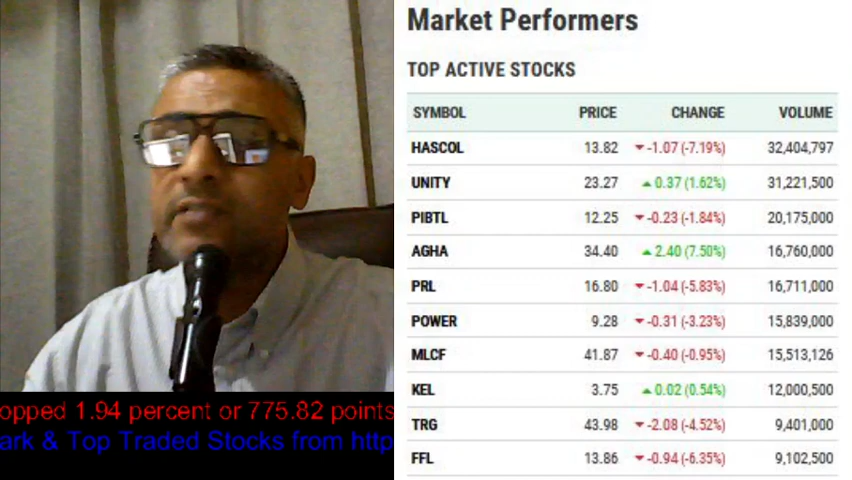 Market Performers
TOP ACTIVE STOCKS
SYMBOL PRICE CHANGE VOLUME
HASCOL 13.82 -1.07 (-7.19%) 32,404,797
UNITY 23.27 0.37 (1.62%) 31,221,500
PIBTL 12.25 -0.23 (-1.84%) 20,175,000
AGHA 34.40 2.40 (7.50%) 16,760,000
PRL 16.80 -1.04 (-5.83%) 16,711,000
POWER 9.28 -0.31 (-3.23%) 15,839,000
MLCF 41.87 -0.40 (-0.95%) 15,513,126
KEL 3.75 0.02 (0.54%) 12,000,500
TRG 43.98 -2.08 (-4.52%) 9,401,000
FFL 13.86 -0.94 (-6.35%) 9,102,500
opped 1.94 percent or 775.82 points
ark & Top Traded Stocks from http